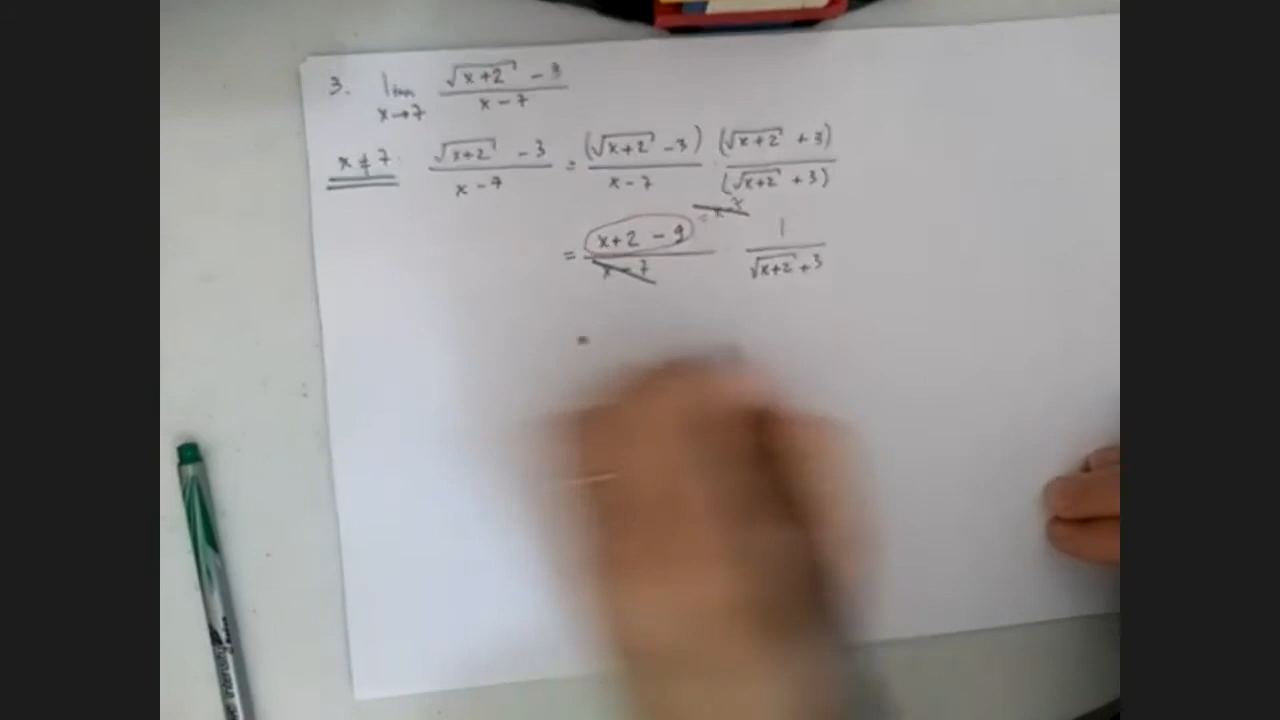 3. lim x→7 (√(x+2) - 3)/(x - 7)
x ≠ 7: (√(x+2) - 3)/(x - 7) = (√(x+2) - 3)/(x - 7) · (√(x+2) + 3)/(√(x+2) + 3)
= x - 7
= (x+2 - 9)/(x - 7) · 1/(√(x+2) + 3)
=